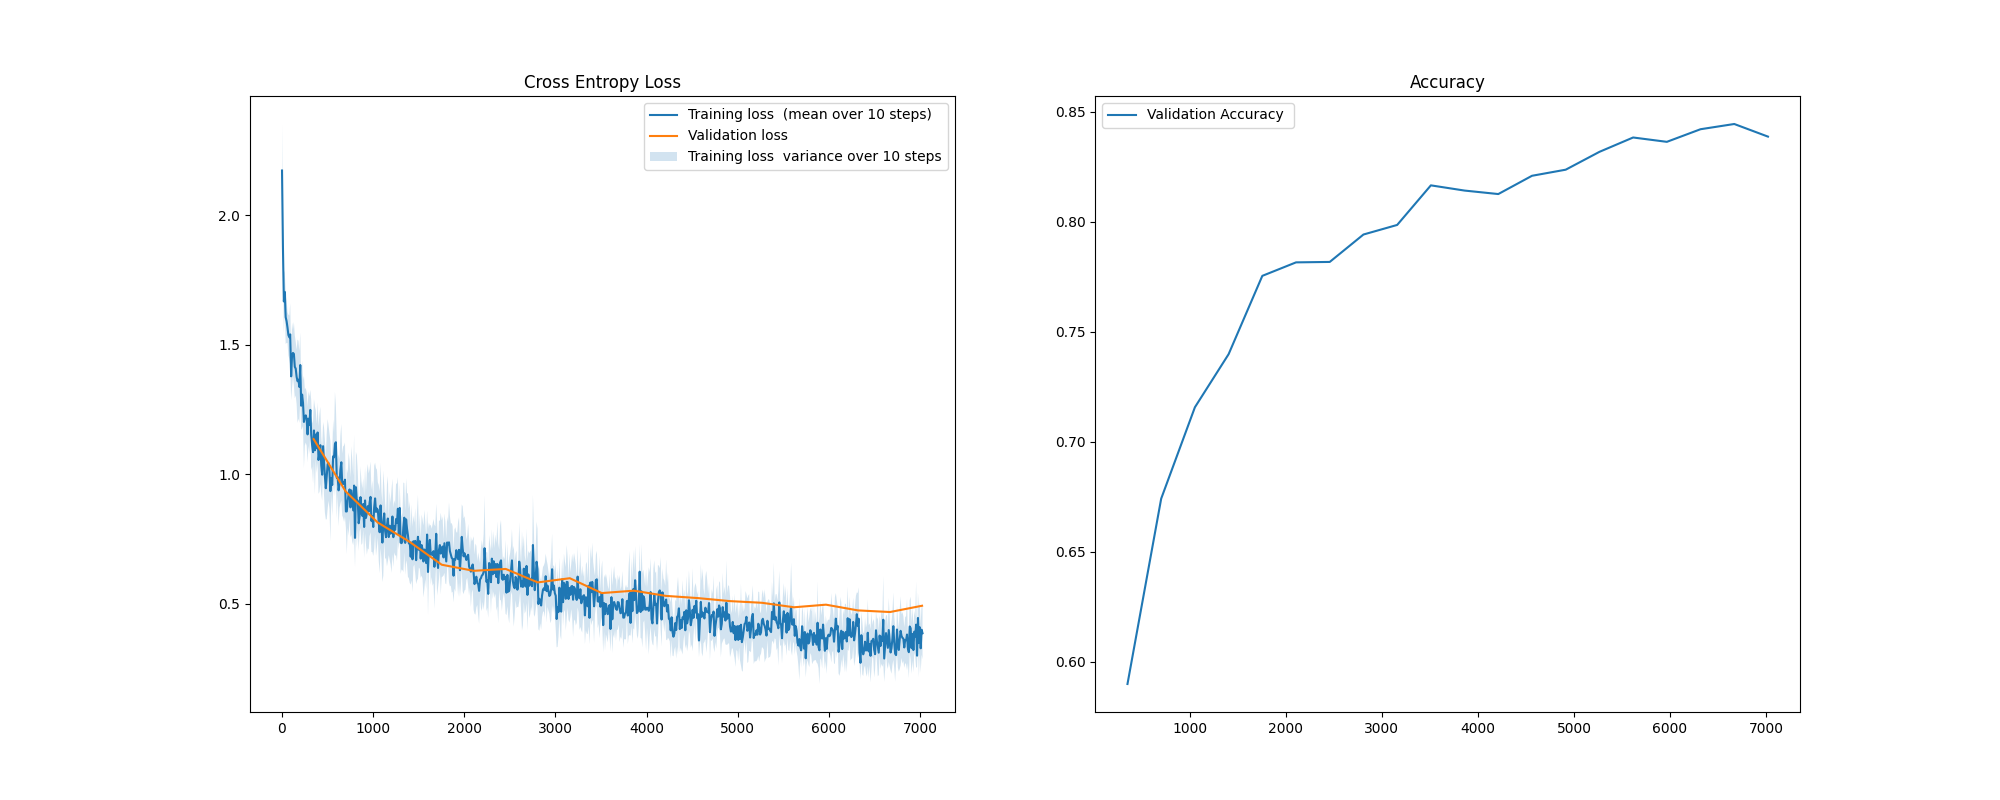 Cross Entropy Loss
Training loss  (mean over 10 steps)
Validation loss
Training loss  variance over 10 steps
2.0
1.5
1.0
0.5
0 1000 2000 3000 4000 5000 6000 7000
Accuracy
Validation Accuracy
0.85
0.80
0.75
0.70
0.65
0.60
1000 2000 3000 4000 5000 6000 7000